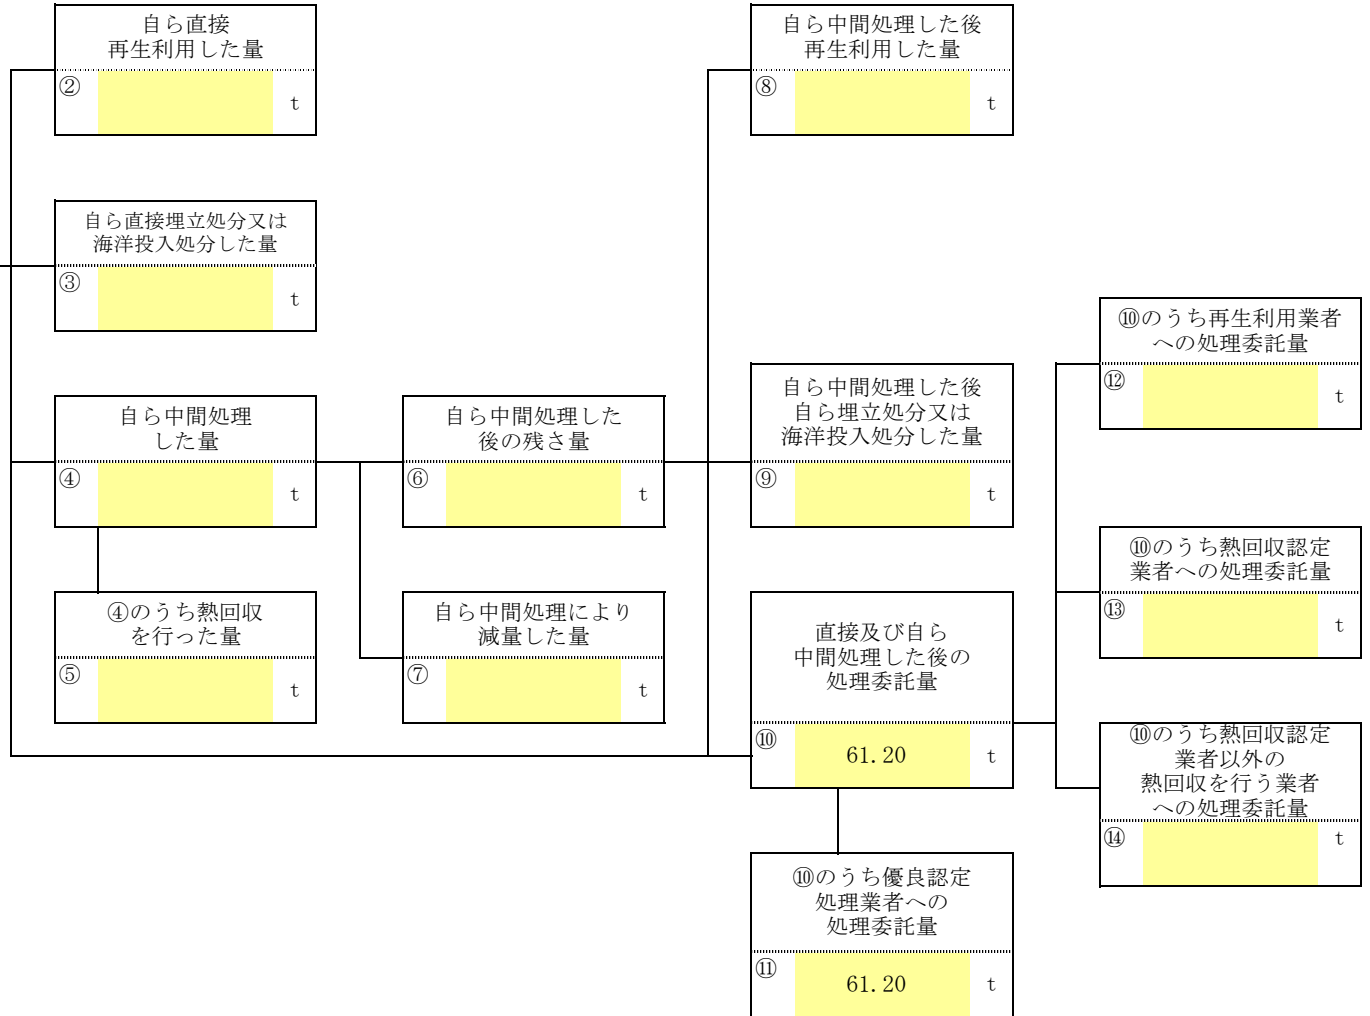 自ら直接
再生利用した量
②
t
自ら直接埋立処分又は
海洋投入処分した量
③
t
自ら中間処理
した量
④
t
④のうち熱回収
を行った量
⑤
t
自ら中間処理した
後の残さ量
⑥
t
自ら中間処理により
減量した量
⑦
t
自ら中間処理した後
再生利用した量
⑧
t
自ら中間処理した後
自ら埋立処分又は
海洋投入処分した量
⑨
t
直接及び自ら
中間処理した後の
処理委託量
⑩ 61.20 t
⑩のうち優良認定
処理業者への
処理委託量
⑪ 61.20 t
⑩のうち再生利用業者
への処理委託量
⑫
t
⑩のうち熱回収認定
業者への処理委託量
⑬
t
⑩のうち熱回収認定
業者以外の
熱回収を行う業者
への処理委託量
⑭
t